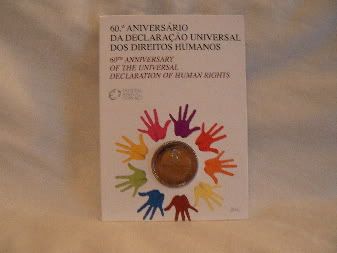 60.º ANIVERSÁRIO
DA DECLARAÇÃO UNIVERSAL
DOS DIREITOS HUMANOS
60TH ANNIVERSARY
OF THE UNIVERSAL
DECLARATION OF HUMAN RIGHTS